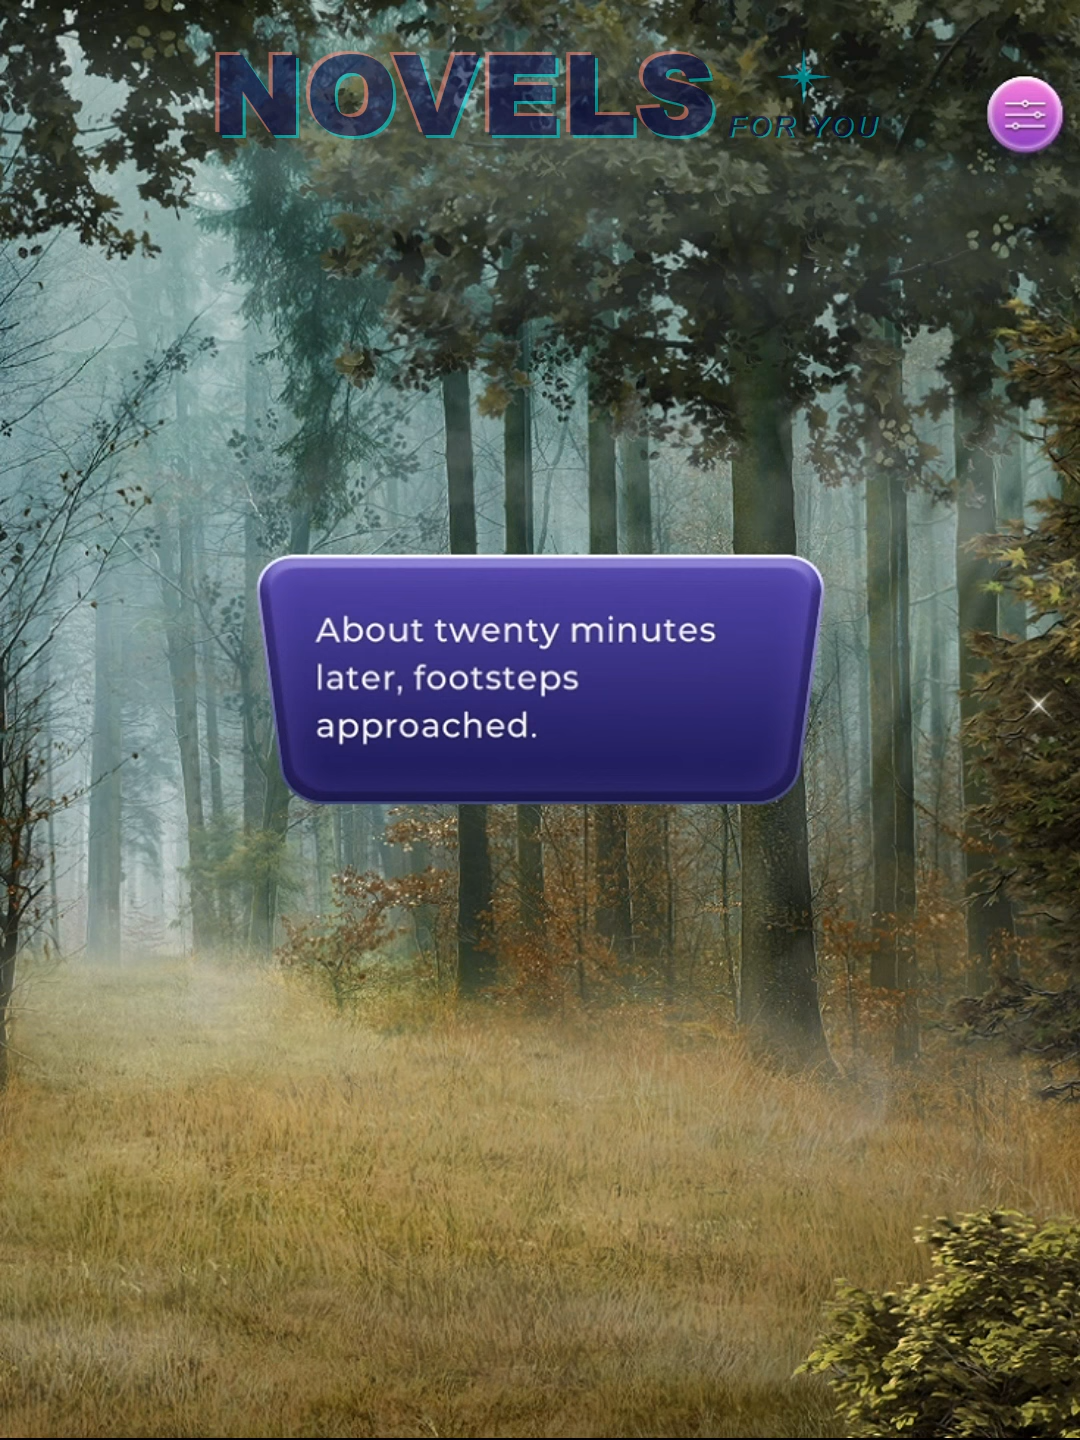 NOVELS
FOR YOU
About twenty minutes
later, footsteps
approached.